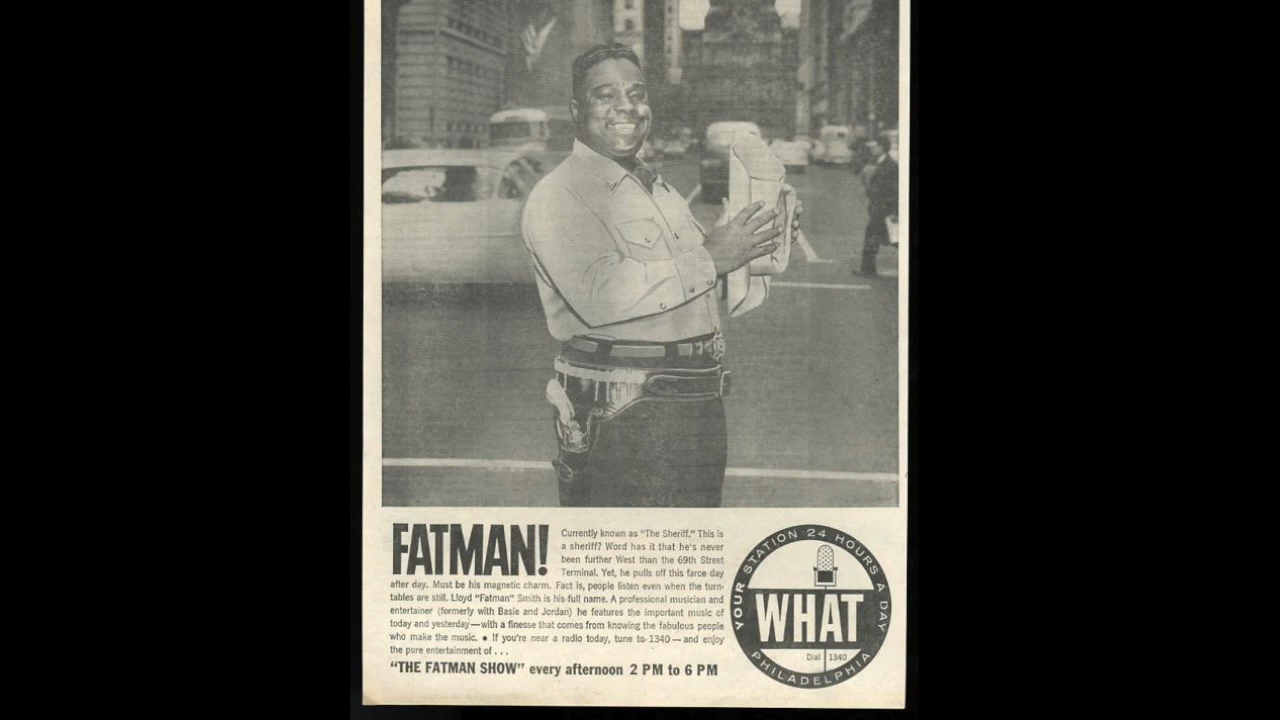 FATMAN!
Currently known as "The Sheriff." This is
a sheriff? Word has it that he's never
been further West than the 69th Street
Terminal. Yet, he pulls off this farce day
after day. Must be his magnetic charm. Fact is, people listen even when the turn-
tables are still. Lloyd "Fatman" Smith is his full name. A professional musician and
entertainer (formerly with Basie and Jordan) he features the important music of
today and yesterday—with a finesse that comes from knowing the fabulous people
who make the music. • If you're near a radio today, tune to 1340 — and enjoy
the pure entertainment of . . .
"THE FATMAN SHOW" every afternoon 2 PM to 6 PM
YOUR STATION 24 HOURS A DAY
WHAT
Dial 1340
PHILADELPHIA